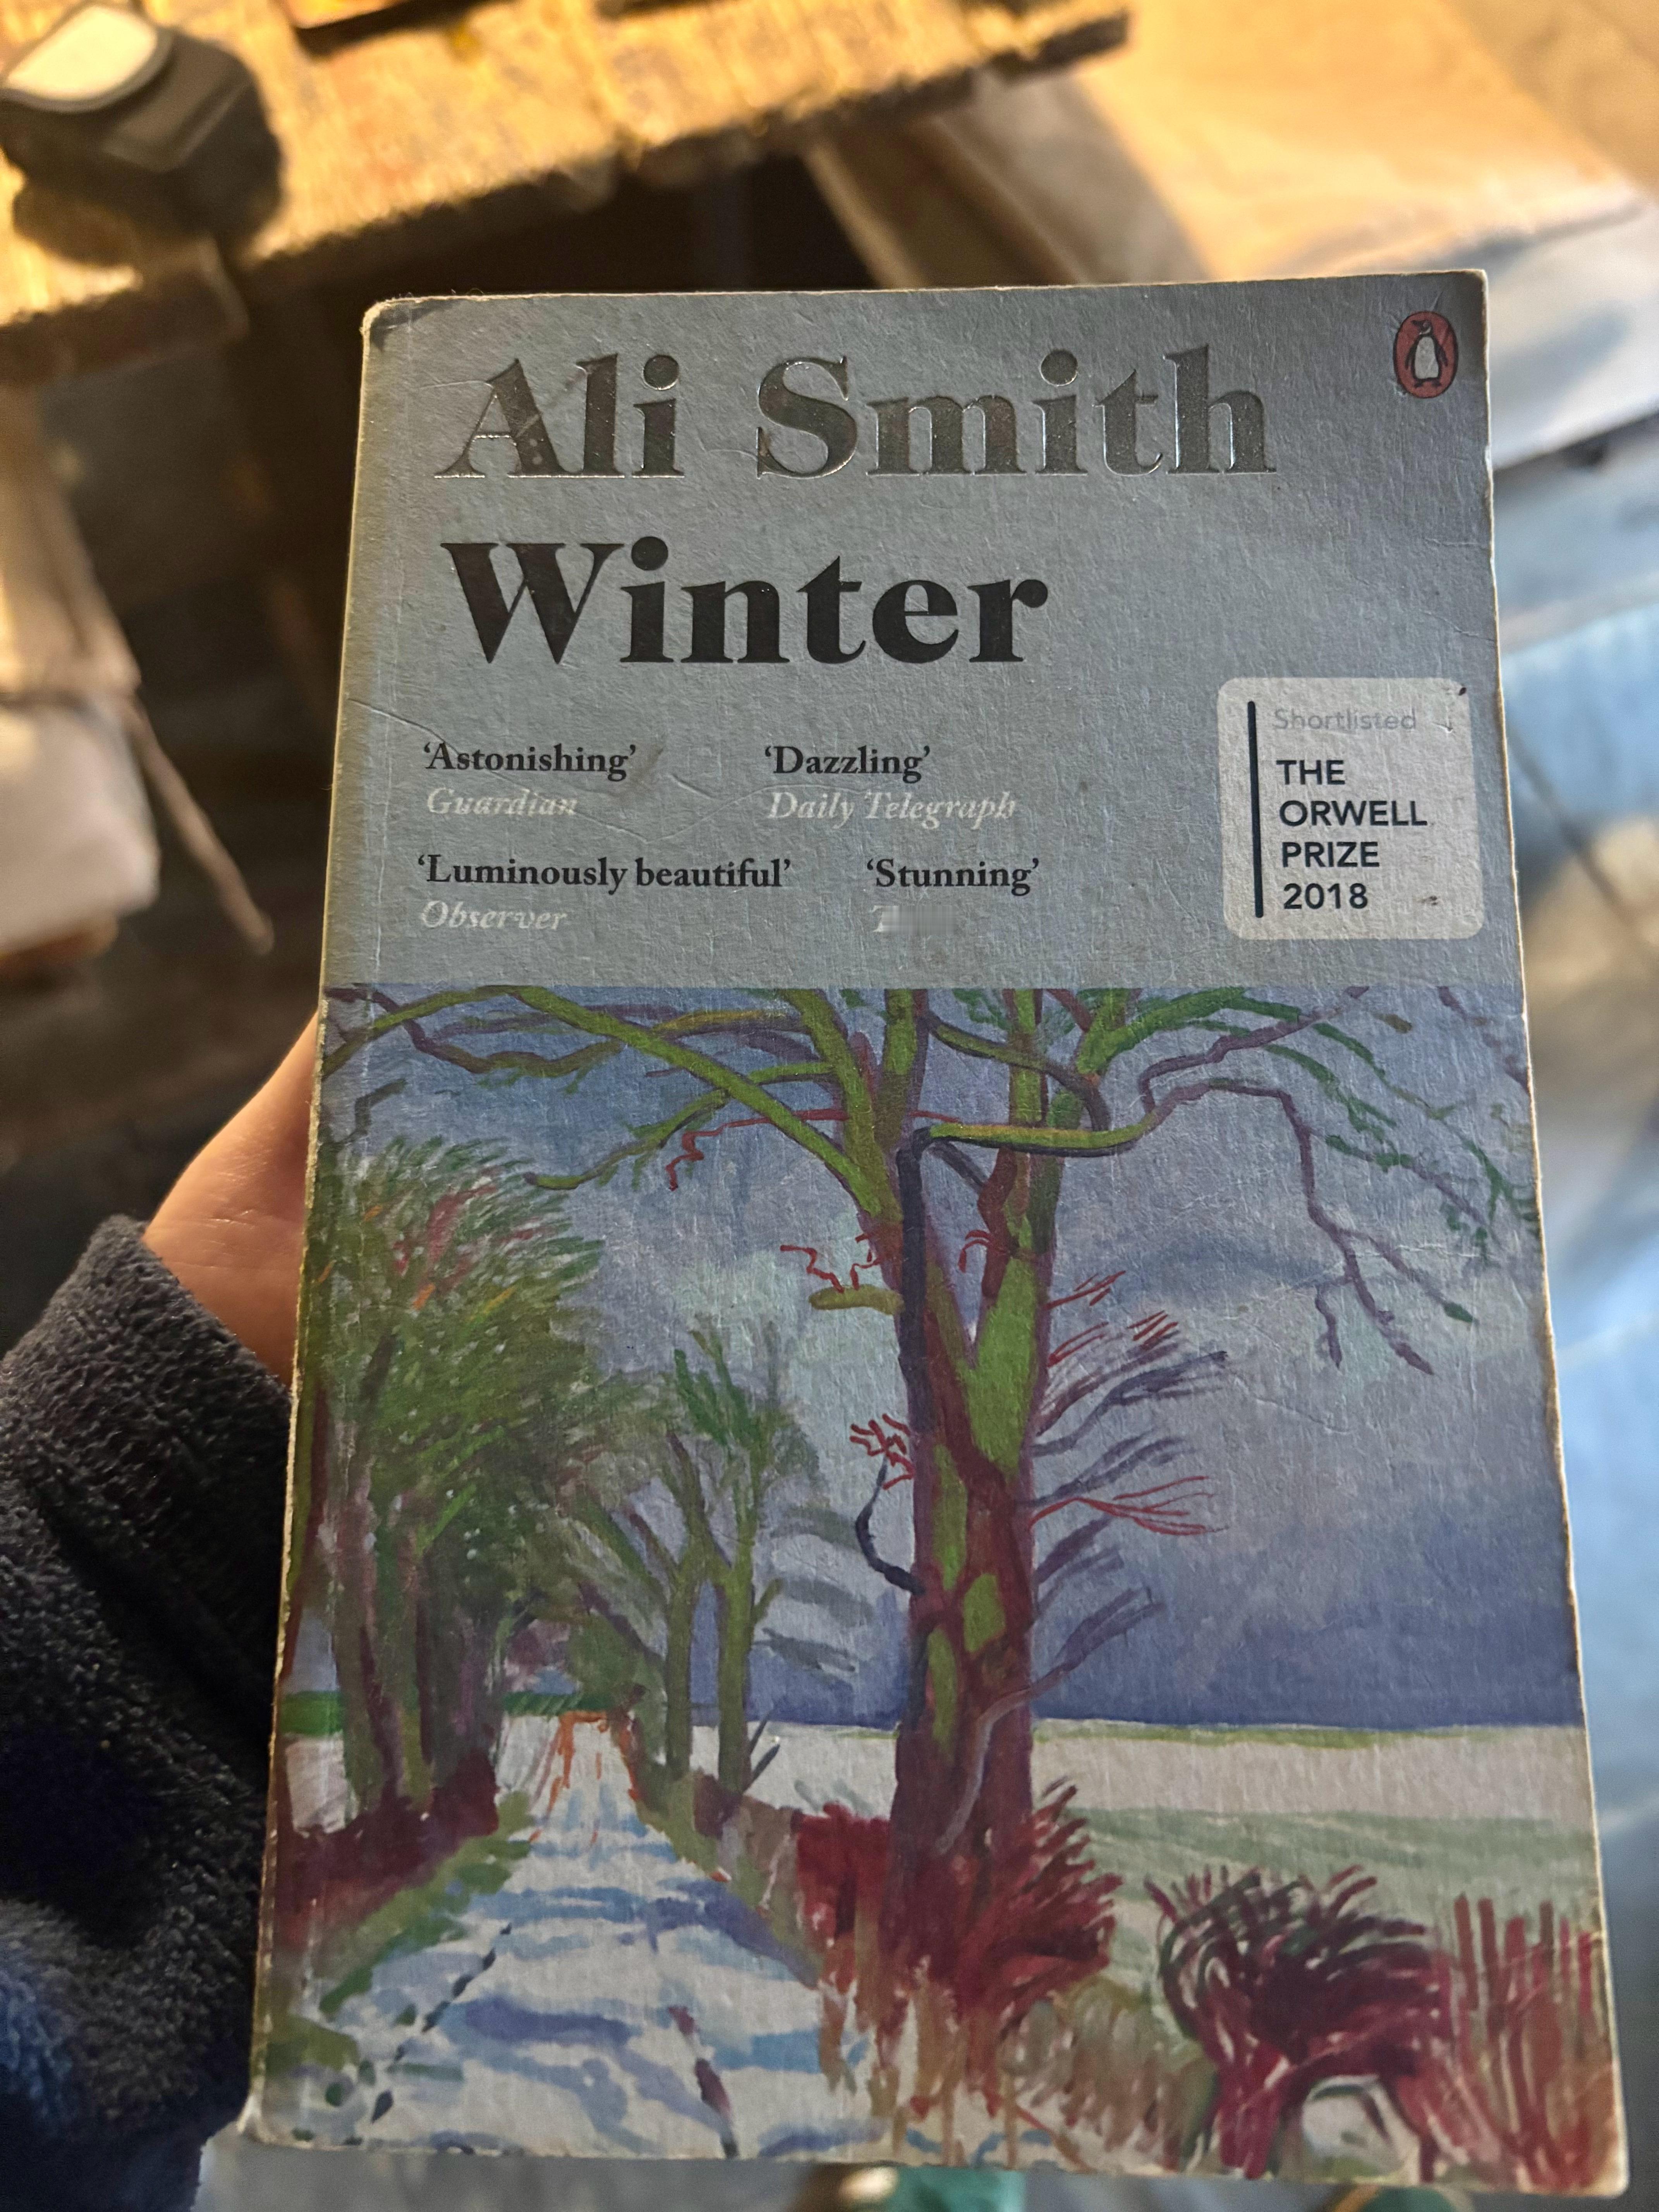 Ali Smith
Winter
‘Astonishing’
Guardian
‘Dazzling’
Daily Telegraph
‘Luminously beautiful’
Observer
‘Stunning’
Shortlisted
THE
ORWELL
PRIZE
2018